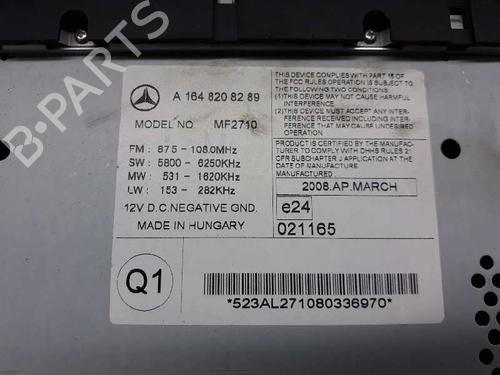 A 164 820 82 89
MODEL NO MF2710
FM : 87.5 - 108.0MHz
SW : 5800 - 6250KHz
MW : 531 - 1620KHz
LW : 153 - 282KHz
12V D.C.NEGATIVE GND.
MADE IN HUNGARY
THIS DEVICE COMPLIES WITH PART 15 OF
THE FCC RULES OPERATION IS SUBJECT TO
THE FOLLOWING TWO CONDITIONS
(1)THIS DEVICE MAY NOT CAUSE HARMFUL
INTERFERENCE.
(2)THIS DEVICE MUST ACCEPT ANY INTER-
FERENCE RECEIVED INCLUDING
INTERFERENCE THAT MAY CAUSE
UNDESIRED OPERATION
PRODUCT IS CERTIFIED BY THE MANUFAC-
TURER TO COMPLY WITH DHHS RULES 21
CFR SUBCHAPTER J APPLICATION AS AT THE
DATE OF MANUFACTURE.
MANUFACTURED:
2008.AP.MARCH
e24
021165
Q1
*523AL271080336970*
B-PARTS